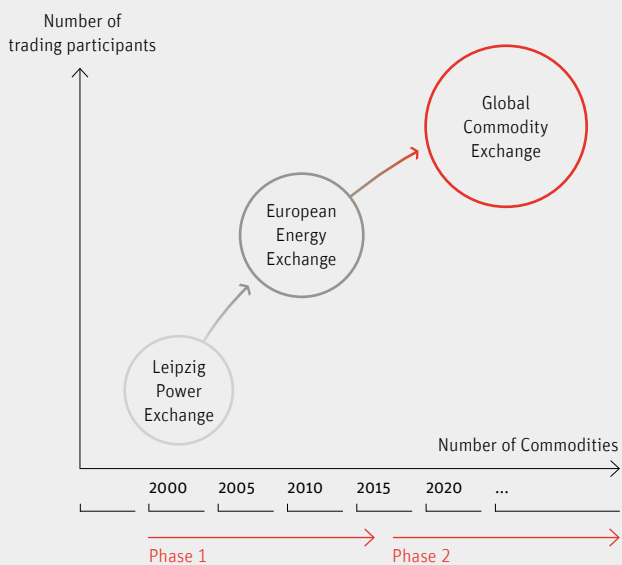 Number of
trading participants
Global
Commodity
Exchange
European
Energy
Exchange
Leipzig
Power
Exchange
Number of Commodities
2000 2005 2010 2015 2020 ...
Phase 1 Phase 2